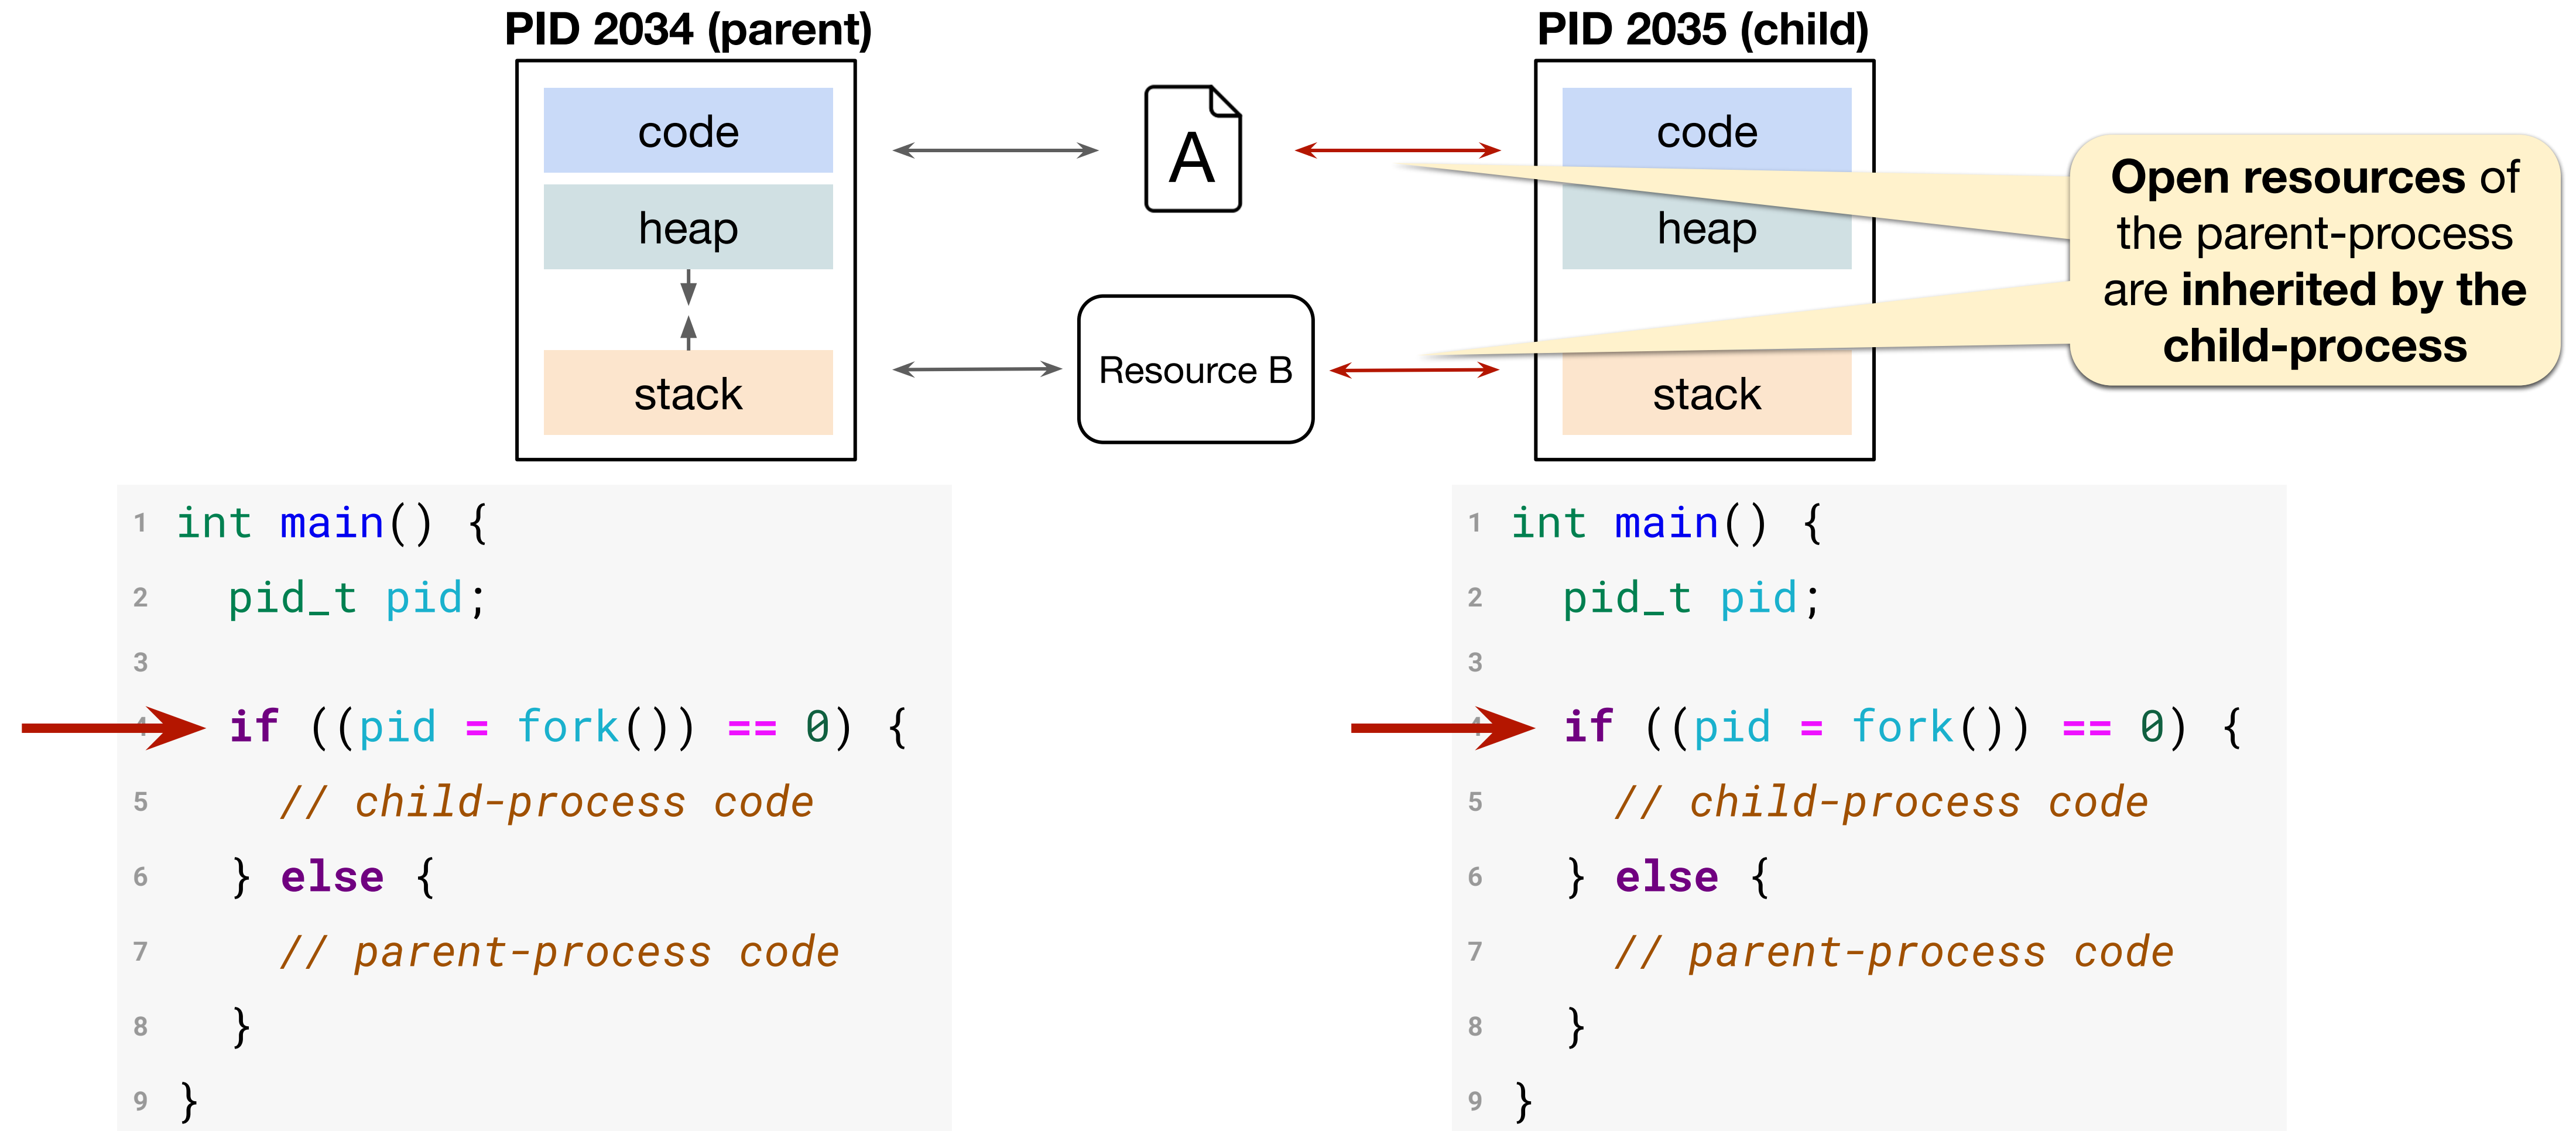 PID 2034 (parent)
code
heap
stack
A
Resource B
PID 2035 (child)
code
heap
stack
Open resources of
the parent-process
are inherited by the
child-process
1 int main() {
2   pid_t pid;
3
4   if ((pid = fork()) == 0) {
5     // child-process code
6   } else {
7     // parent-process code
8   }
9 }
1 int main() {
2   pid_t pid;
3
4   if ((pid = fork()) == 0) {
5     // child-process code
6   } else {
7     // parent-process code
8   }
9 }